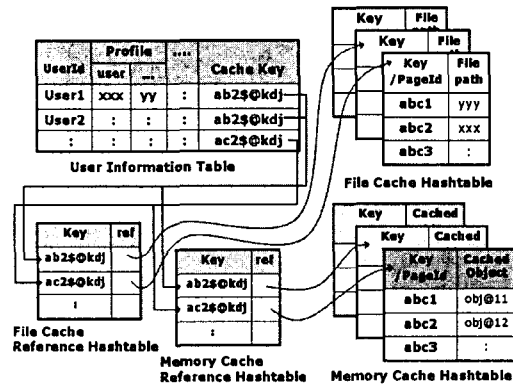 UserId Profile .... Cache Key
user ...
User1 xxx yy : ab2$@kdj
User2 : : : ab2$@kdj
: : : : ac2$@kdj
User Information Table
Key File path
Key File path
Key /PageId File path
abc1 yyy
abc2 xxx
abc3 :
File Cache Hashtable
Key ref
ab2$@kdj
ac2$@kdj
:
File Cache
Reference Hashtable
Key ref
ab2$@kdj
ac2$@kdj
:
Memory Cache
Reference Hashtable
Key Cached
Key Cached
Key /PageId Cached Object
abc1 obj@11
abc2 obj@12
abc3 :
Memory Cache Hashtable